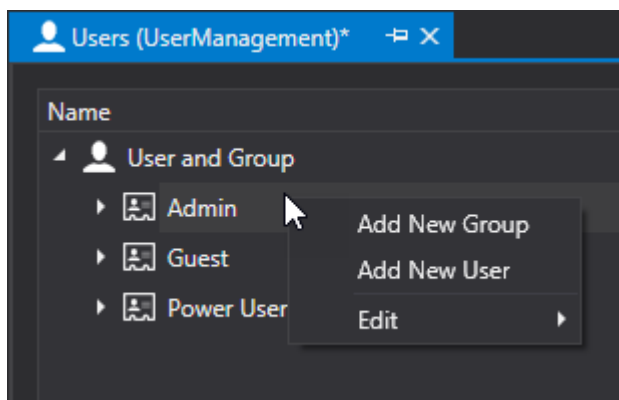 Users (UserManagement)*
Name
User and Group
Admin
Guest
Power User
Add New Group
Add New User
Edit